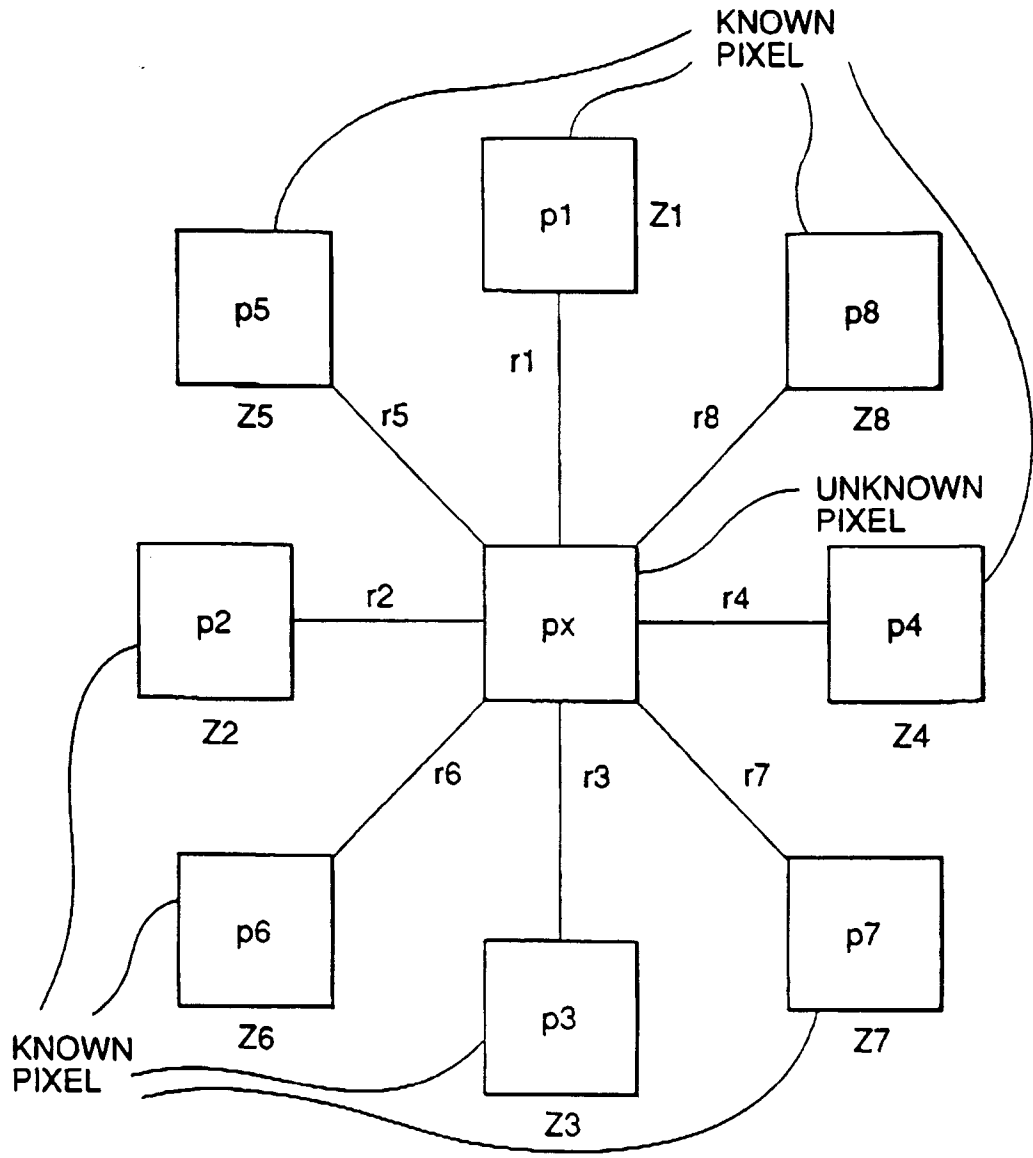 KNOWN
PIXEL
p1
Z1
p5
p8
r1
Z5
r5
r8
Z8
UNKNOWN
PIXEL
p2
r2
px
r4
p4
Z2
Z4
r6
r3
r7
p6
p7
p3
Z6
Z7
KNOWN
PIXEL
Z3